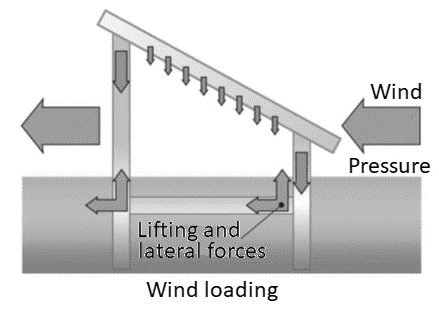 Wind
Pressure
Lifting and
lateral forces
Wind loading